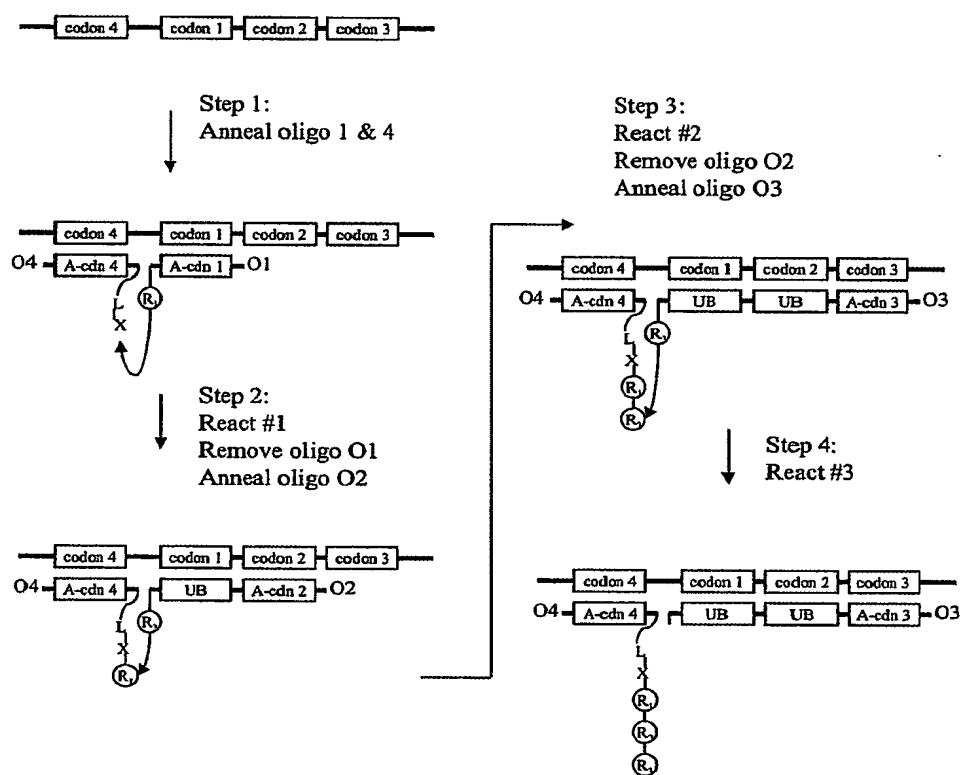 codon 4 codon 1 codon 2 codon 3
Step 1:
Anneal oligo 1 & 4
codon 4 codon 1 codon 2 codon 3
O4 A-cdn 4 A-cdn 1 O1
R₁
L
X
Step 2:
React #1
Remove oligo O1
Anneal oligo O2
codon 4 codon 1 codon 2 codon 3
O4 A-cdn 4 UB A-cdn 2 O2
L
X
R₁
Step 3:
React #2
Remove oligo O2
Anneal oligo O3
codon 4 codon 1 codon 2 codon 3
O4 A-cdn 4 UB UB A-cdn 3 O3
L
X
R₁
Step 4:
React #3
codon 4 codon 1 codon 2 codon 3
O4 A-cdn 4 UB UB A-cdn 3 O3
L
X
R₁